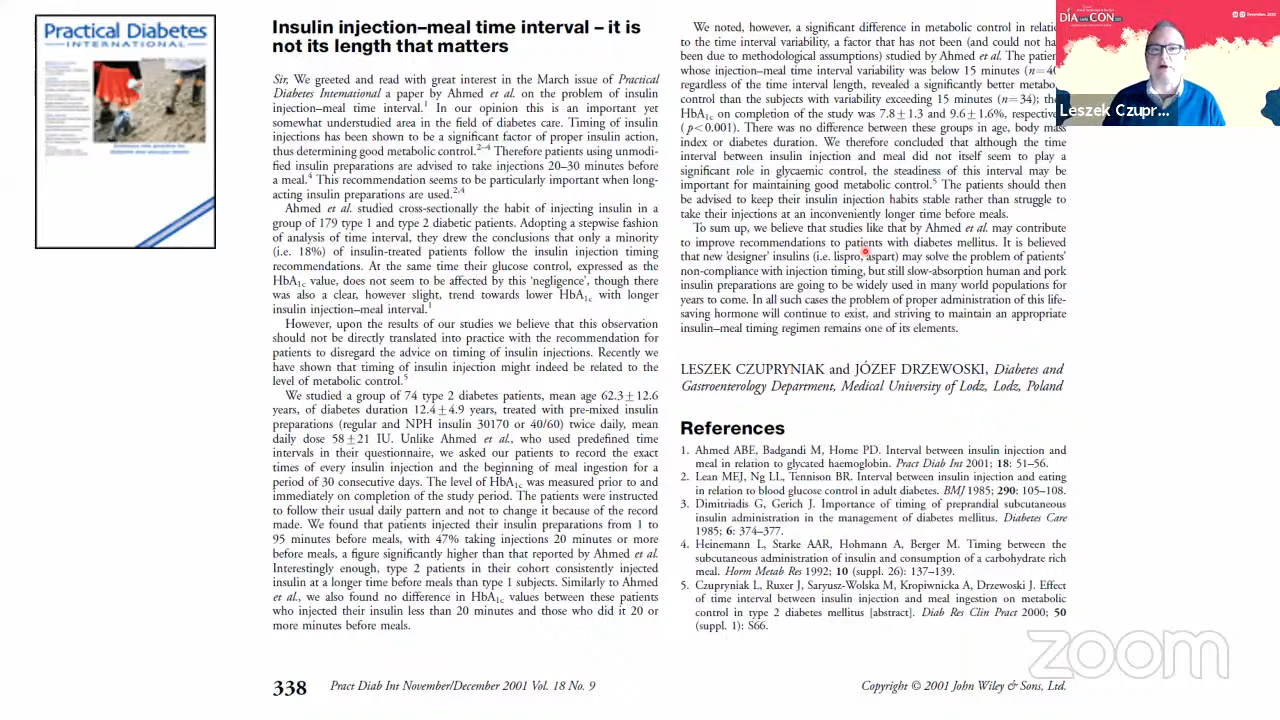 Practical Diabetes
INTERNATIONAL
Insulin injection–meal time interval – it is
not its length that matters
Sir, We greeted and read with great interest in the March issue of Practical
Diabetes International a paper by Ahmed et al. on the problem of insulin
injection–meal time interval.1 In our opinion this is an important yet
somewhat underscored area in the field of diabetes care. Timing of insulin
injections has been shown to be a significant factor of proper insulin action,
thus determining good metabolic control.2–4 Therefore patients using unmodi-
fied insulin preparations are advised to take injections 20–30 minutes before
a meal.4 This recommendation seems to be particularly important when long-
acting insulin preparations are used.2,4
Ahmed et al. studied cross-sectionally the habit of injecting insulin in a
group of 179 type 1 and type 2 diabetic patients. Adopting a stepwise fashion
of analysis of time interval, they drew the conclusions that only a minority
(i.e. 18%) of insulin-treated patients follow the insulin injection timing
recommendations. At the same time their glucose control, expressed as the
HbA1c value, does not seem to be affected by this 'negligence', though there
was also a clear, however slight, trend towards lower HbA1c with longer
insulin injection–meal interval.1
However, upon the results of our studies we believe that this observation
should not be directly translated into practice with the recommendation for
patients to disregard the advice on timing of insulin injections. Recently we
have shown that timing of insulin injection might indeed be related to the
level of metabolic control.5
We studied a group of 74 type 2 diabetes patients, mean age 62.3±12.6
years, of diabetes duration 12.4±4.9 years, treated with pre-mixed insulin
preparations (regular and NPH insulin 30170 or 40/60) twice daily, mean
daily dose 58±21 IU. Unlike Ahmed et al., who used predefined time
intervals in their questionnaire, we asked our patients to record the exact
times of every insulin injection and the beginning of meal ingestion for a
period of 30 consecutive days. The level of HbA1c was measured prior to and
immediately on completion of the study period. The patients were instructed
to follow their usual daily pattern and not to change it because of the record
made. We found that patients injected their insulin preparations from 1 to
95 minutes before meals, with 47% taking injections 20 minutes or more
before meals, a figure significantly higher than that reported by Ahmed et al.
Interestingly enough, type 2 patients in their cohort consistently injected
insulin at a longer time before meals than type 1 subjects. Similarly to Ahmed
et al., we also found no difference in HbA1c values between these patients
who injected their insulin less than 20 minutes and those who did it 20 or
more minutes before meals.
We noted, however, a significant difference in metabolic control in relatio
to the time interval variability, a factor that has not been (and could not ha
been due to methodological assumptions) studied by Ahmed et al. The patien
whose injection–meal time interval variability was below 15 minutes (n=40
regardless of the time interval length, revealed a significantly better metabo
control than the subjects with variability exceeding 15 minutes (n=34); the
HbA1c on completion of the study was 7.8±1.3 and 9.6±1.6%, respective
(p<0.001). There was no difference between these groups in age, body mass
index or diabetes duration. We therefore concluded that although the time
interval between insulin injection and meal did not itself seem to play a
significant role in glycaemic control, the steadiness of this interval may be
important for maintaining good metabolic control.5 The patients should then
be advised to keep their insulin injection habits stable rather than struggle to
take their injections at an inconveniently longer time before meals.
To sum up, we believe that studies like that by Ahmed et al. may contribute
to improve recommendations to patients with diabetes mellitus. It is believed
that new 'designer' insulins (i.e. lispro, aspart) may solve the problem of patients'
non-compliance with injection timing, but still slow-absorption human and pork
insulin preparations are going to be widely used in many world populations for
years to come. In all such cases the problem of proper administration of this life-
saving hormone will continue to exist, and striving to maintain an appropriate
insulin–meal timing regimen remains one of its elements.
LESZEK CZUPRYNIAK and JÓZEF DRZEWOSKI, Diabetes and
Gastroenterology Department, Medical University of Lodz, Lodz, Poland
References
1. Ahmed ABE, Badgandi M, Home PD. Interval between insulin injection and
meal in relation to glycated haemoglobin. Pract Diab Int 2001; 18: 51–56.
2. Lean MEJ, Ng LL, Tennison BR. Interval between insulin injection and eating
in relation to blood glucose control in adult diabetes. BMJ 1985; 290: 105–108.
3. Dimitriadis G, Gerich J. Importance of timing of preprandial subcutaneous
insulin administration in the management of diabetes mellitus. Diabetes Care
1985; 6: 374–377.
4. Heinemann L, Starke AAR, Hohmann A, Berger M. Timing between the
subcutaneous administration of insulin and consumption of a carbohydrate rich
meal. Horm Metab Res 1992; 10 (suppl. 26): 137–139.
5. Czupryniak L, Ruxer J, Saryusz-Wolska M, Kropiwnicka A, Drzewoski J. Effect
of time interval between insulin injection and meal ingestion on metabolic
control in type 2 diabetes mellitus [abstract]. Diab Res Clin Pract 2000; 50
(suppl. 1): S66.
338 Pract Diab Int November/December 2001 Vol. 18 No. 9
Copyright © 2001 John Wiley & Sons, Ltd.
DIA CON
Leszek Czupr...
zoom